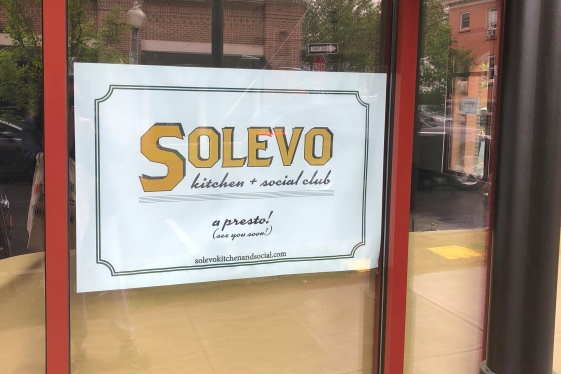 SOLEVO
kitchen + social club
a presto!
(see you soon!)
solevokitchenandsocial.com